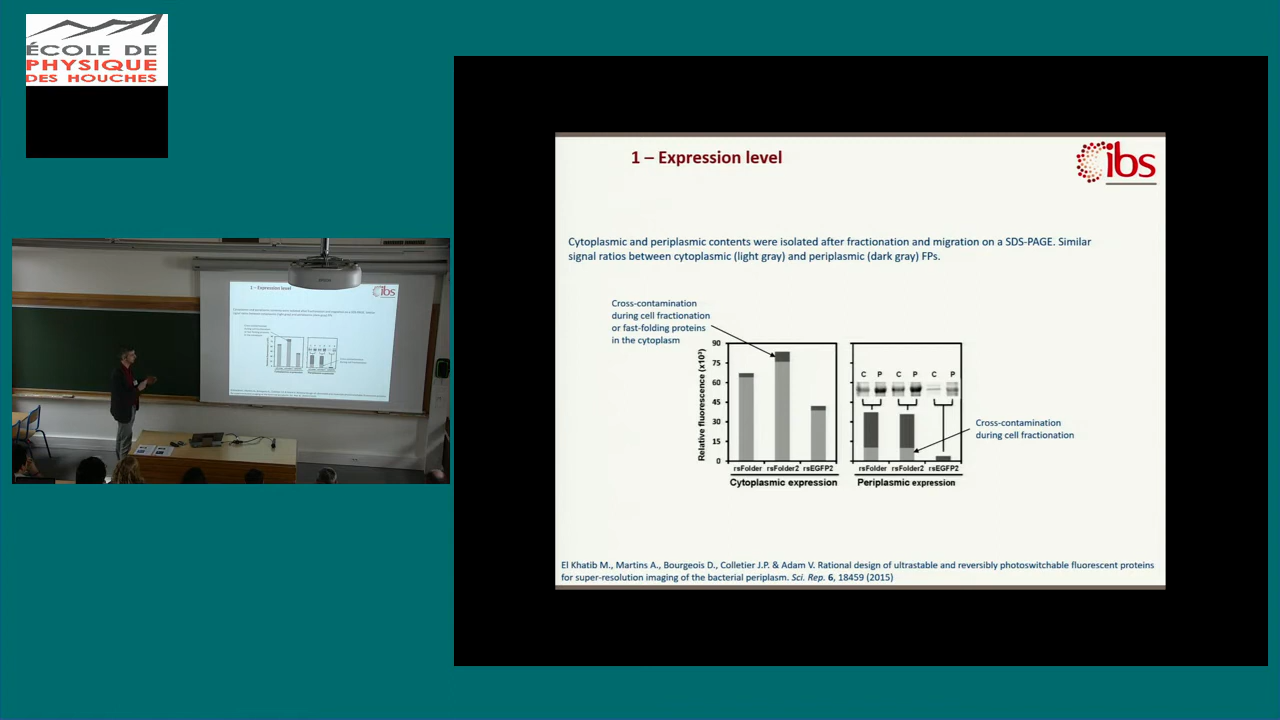 ÉCOLE DE
PHYSIQUE
DES HOUCHES
1 – Expression level
ibs
Cytoplasmic and periplasmic contents were isolated after fractionation and migration on a SDS-PAGE. Similar
signal ratios between cytoplasmic (light gray) and periplasmic (dark gray) FPs.
Cross-contamination
during cell fractionation
or fast-folding proteins
in the cytoplasm
Relative fluorescence (x10³)
90
75
60
45
30
15
0
rsFolder rsFolder2 rsEGFP2
Cytoplasmic expression
C P C P C P
rsFolder rsFolder2 rsEGFP2
Periplasmic expression
Cross-contamination
during cell fractionation
El Khatib M., Martins A., Bourgeois D., Colletier J.P. & Adam V. Rational design of ultrastable and reversibly photoswitchable fluorescent proteins
for super-resolution imaging of the bacterial periplasm. Sci. Rep. 6, 18459 (2015)
1 – Expression level
ibs